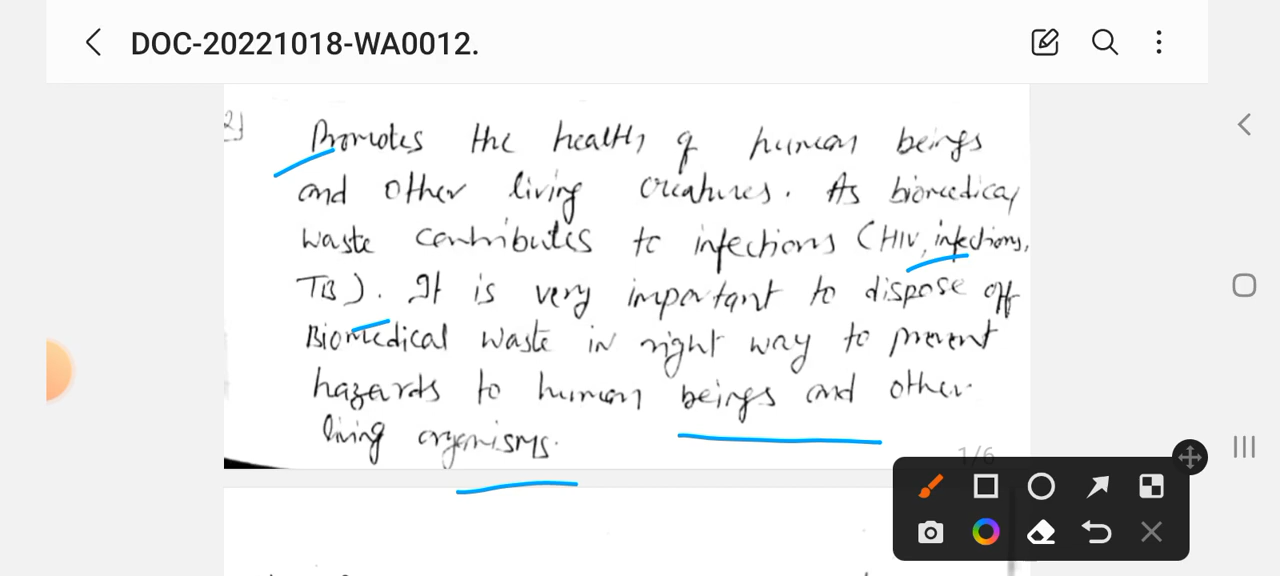 DOC-20221018-WA0012.
2) Promotes the health of human beings
and other living creatures. As biomedical
waste contributes to infections (HIV, infections,
TB). It is very important to dispose off
Biomedical waste in right way to prevent
hazards to human beings and other
living organisms.
1/6